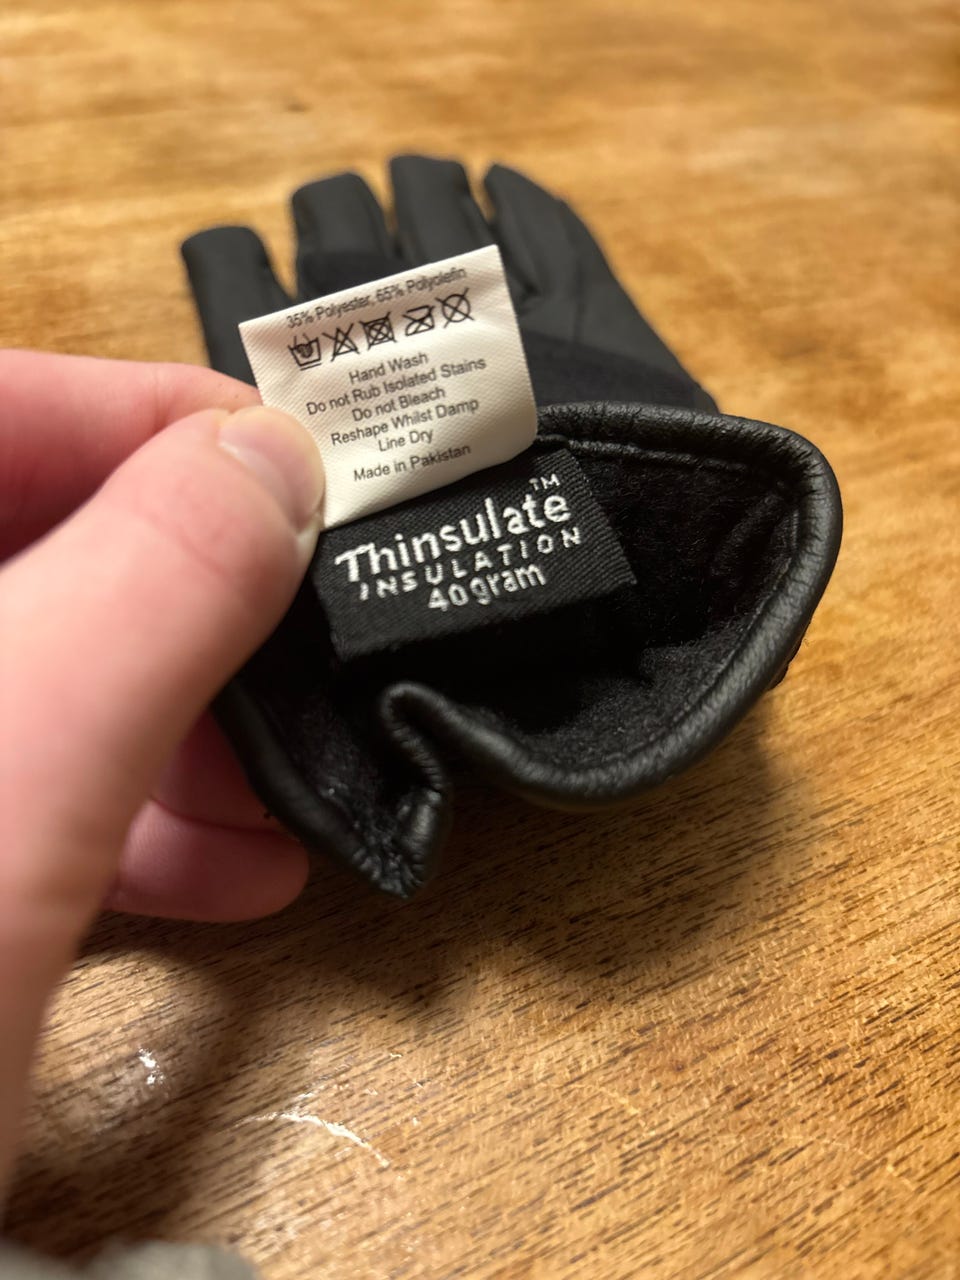 35% Polyester, 65% Polyolefin
Hand Wash
Do not Rub Isolated Stains
Do not Bleach
Reshape Whilst Damp
Line Dry
Made in Pakistan
Thinsulate™
INSULATION
40gram